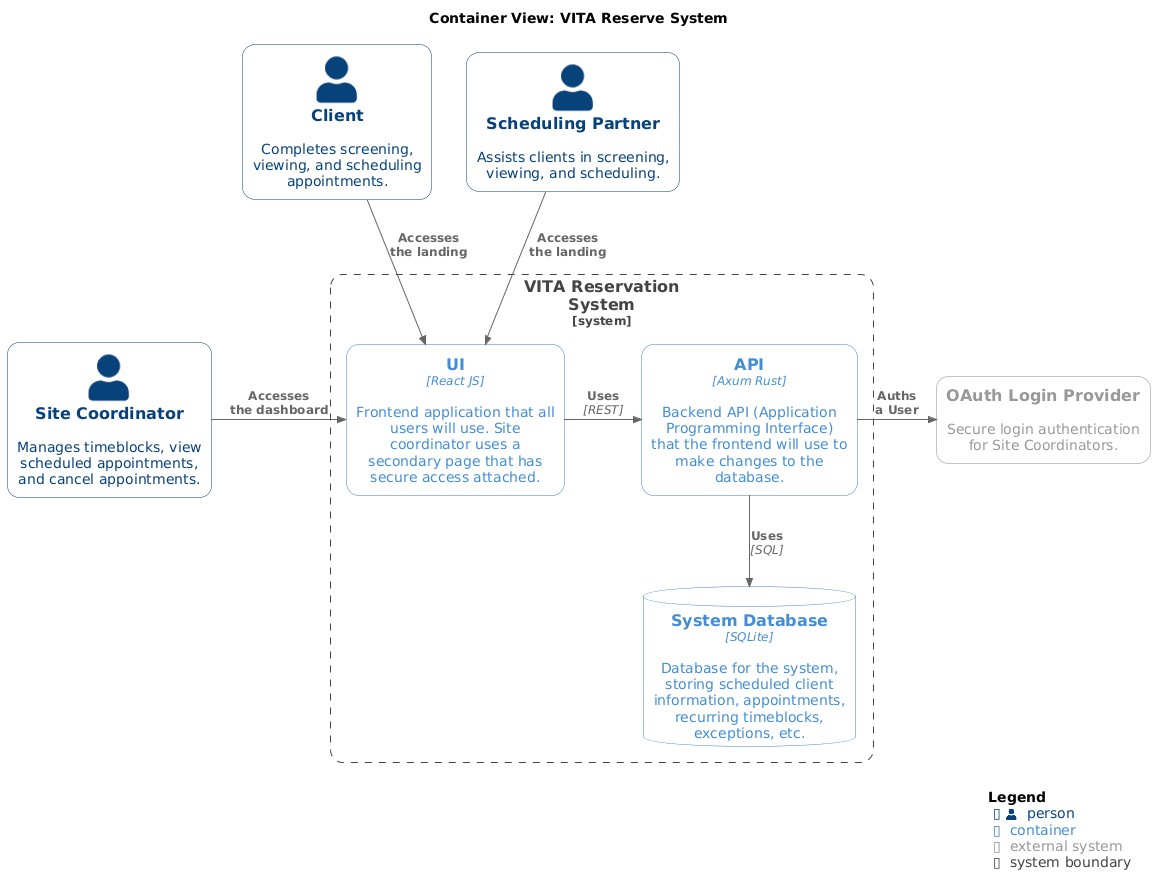 Container View: VITA Reserve System
Client
Completes screening,
viewing, and scheduling
appointments.
Scheduling Partner
Assists clients in screening,
viewing, and scheduling.
Accesses
the landing
Accesses
the landing
VITA Reservation
System
[system]
Site Coordinator
Manages timeblocks, view
scheduled appointments,
and cancel appointments.
Accesses
the dashboard
UI
[React JS]
Frontend application that all
users will use. Site
coordinator uses a
secondary page that has
secure access attached.
Uses
[REST]
API
[Axum Rust]
Backend API (Application
Programming Interface)
that the frontend will use to
make changes to the
database.
Auths
a User
OAuth Login Provider
Secure login authentication
for Site Coordinators.
Uses
[SQL]
System Database
[SQLite]
Database for the system,
storing scheduled client
information, appointments,
recurring timeblocks,
exceptions, etc.
Legend
person
container
external system
system boundary